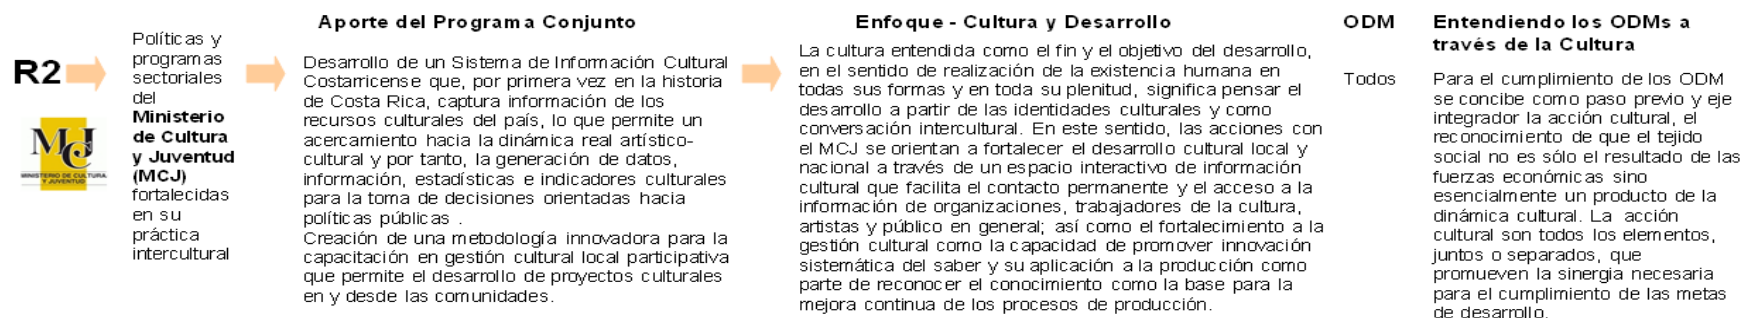 R2
MCJ
MINISTERIO DE CULTURA
Y JUVENTUD
Políticas y
programas
sectoriales
del
Ministerio
de Cultura
y Juventud
(MCJ)
fortalecidas
en su
práctica
intercultural
Aporte del Programa Conjunto
Desarrollo de un Sistema de Información Cultural
Costarricense que, por primera vez en la historia
de Costa Rica, captura información de los
recursos culturales del país, lo que permite un
acercamiento hacia la dinámica real artístico-
cultural y por tanto, la generación de datos,
información, estadísticas e indicadores culturales
para la toma de decisiones orientadas hacia
políticas públicas .
Creación de una metodología innovadora para la
capacitación en gestión cultural local participativa
que permite el desarrollo de proyectos culturales
en y desde las comunidades.
Enfoque - Cultura y Desarrollo
La cultura entendida como el fin y el objetivo del desarrollo,
en el sentido de realización de la existencia humana en
todas sus formas y en toda su plenitud, significa pensar el
desarrollo a partir de las identidades culturales y como
conversación intercultural. En este sentido, las acciones con
el MCJ se orientan a fortalecer el desarrollo cultural local y
nacional a través de un espacio interactivo de información
cultural que facilita el contacto permanente y el acceso a la
información de organizaciones, trabajadores de la cultura,
artistas y público en general; así como el fortalecimiento a la
gestión cultural como la capacidad de promover innovación
sistemática del saber y su aplicación a la producción como
parte de reconocer el conocimiento como la base para la
mejora continua de los procesos de producción.
ODM
Todos
Entendiendo los ODMs a
través de la Cultura
Para el cumplimiento de los ODM
se concibe como paso previo y eje
integrador la acción cultural, el
reconocimiento de que el tejido
social no es sólo el resultado de las
fuerzas económicas sino
esencialmente un producto de la
dinámica cultural. La acción
cultural son todos los elementos,
juntos o separados, que
promueven la sinergia necesaria
para el cumplimiento de las metas
de desarrollo.